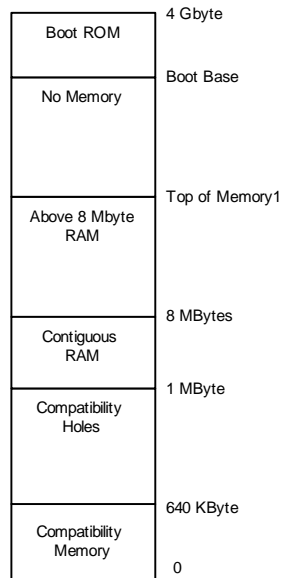 4 Gbyte
Boot ROM
Boot Base
No Memory
Top of Memory1
Above 8 Mbyte
RAM
8 MBytes
Contiguous
RAM
1 MByte
Compatibility
Holes
640 KByte
Compatibility
Memory
0